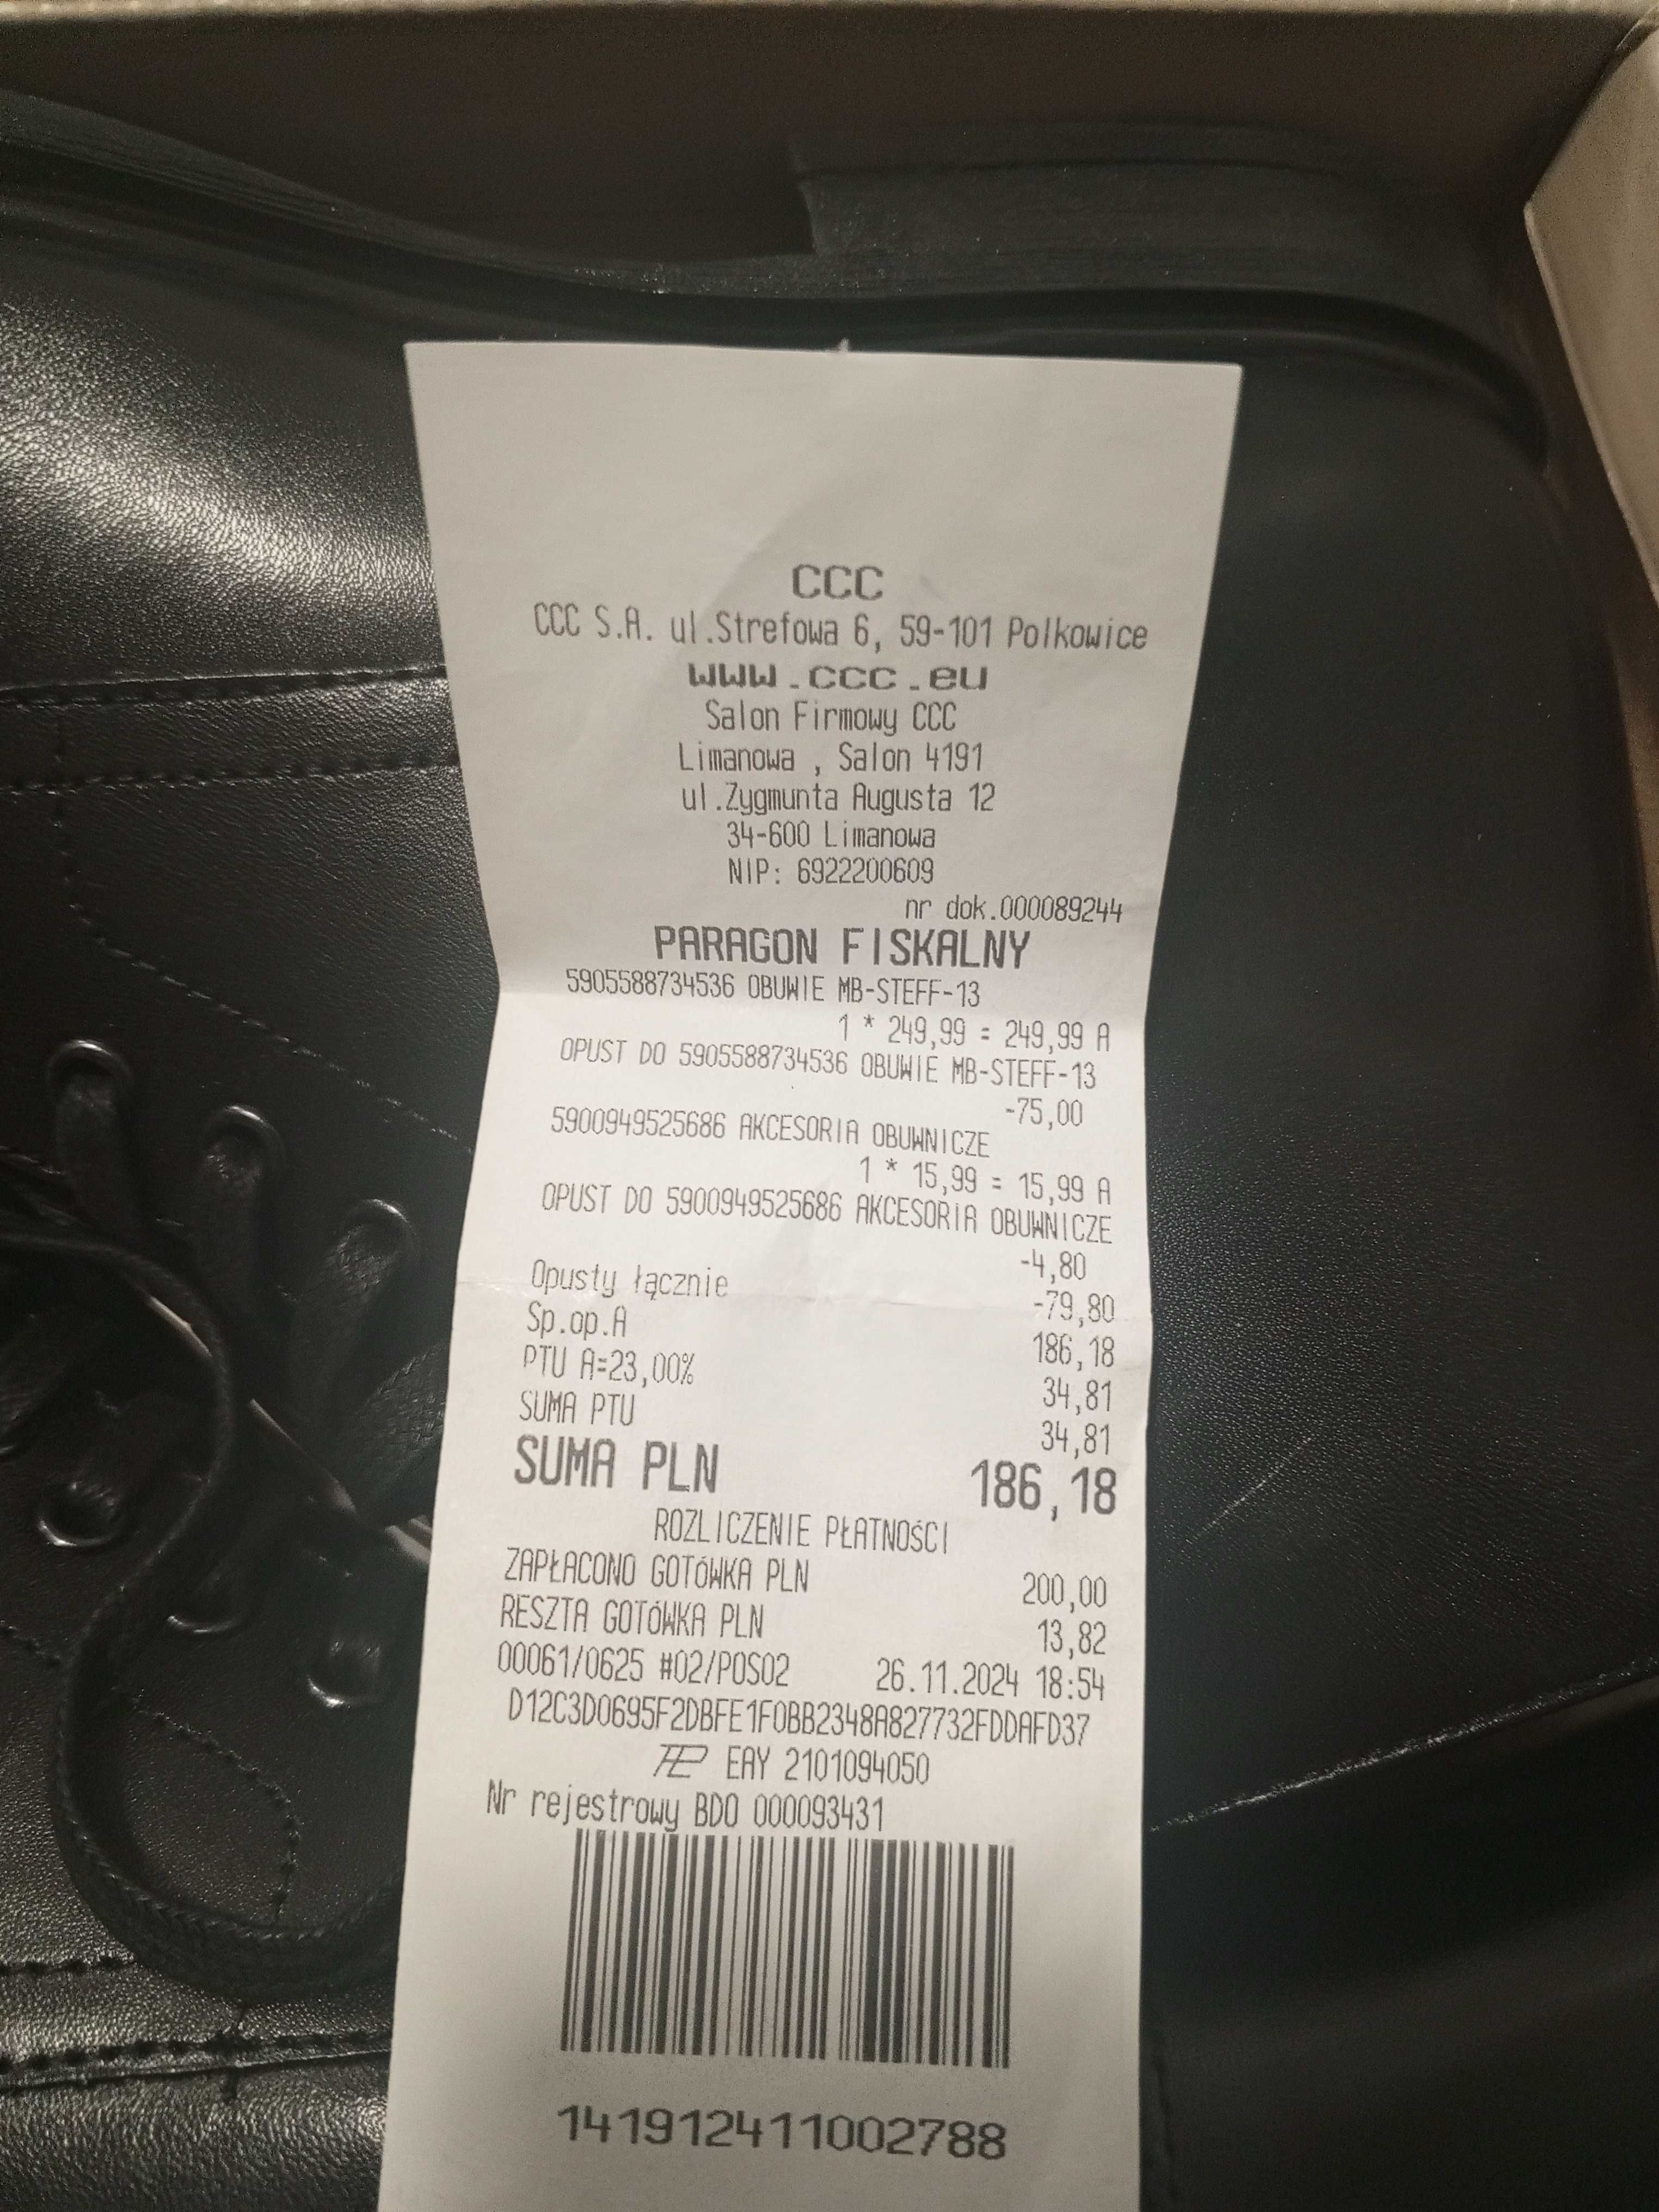 CCC
CCC S.A. ul.Strefowa 6, 59-101 Polkowice
www.ccc.eu
Salon Firmowy CCC
Limanowa , Salon 4191
ul.Zygmunta Augusta 12
34-600 Limanowa
NIP: 6922200609
nr dok.000089244
PARAGON FISKALNY
5905588734536 OBUWIE MB-STEFF-13
1 * 249,99 = 249,99 A
OPUST DO 5905588734536 OBUWIE MB-STEFF-13
-75,00
5900949525686 AKCESORIA OBUWNICZE
1 * 15,99 = 15,99 A
OPUST DO 5900949525686 AKCESORIA OBUWNICZE
-4,80
Opusty łącznie -79,80
Sp.op.A 186,18
PTU A=23,00% 34,81
SUMA PTU 34,81
SUMA PLN 186,18
ROZLICZENIE PŁATNOŚCI
ZAPŁACONO GOTÓWKA PLN 200,00
RESZTA GOTÓWKA PLN 13,82
00061/0625 #02/POS02 26.11.2024 18:54
D12C3D0695F2DBFE1F0BB2348A827732FDDAFD37
EAY 2101094050
Nr rejestrowy BDO 000093431
141912411002788